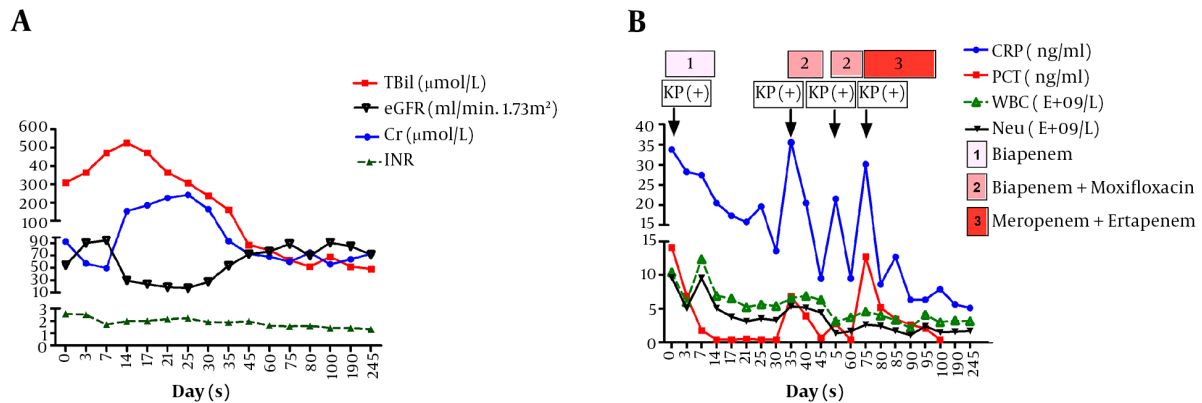 A
TBil (μmol/L)
eGFR (ml/min. 1.73m²)
Cr (μmol/L)
INR
600
500
400
300
200
100
90
70
50
30
10
3
2
1
0
0 3 7 14 17 21 25 30 35 45 60 75 80 100 190 245
Day (s)
B
1 2 2 3
KP (+) KP (+) KP (+) KP (+)
CRP ( ng/ml)
PCT ( ng/ml)
WBC ( E+09/L)
Neu ( E+09/L)
1 Biapenem
2 Biapenem + Moxifloxacin
3 Meropenem + Ertapenem
40
35
30
25
20
15
15
10
5
0
0 3 7 14 17 21 25 30 35 40 45 5 60 75 80 85 90 95 100 190 245
Day (s)